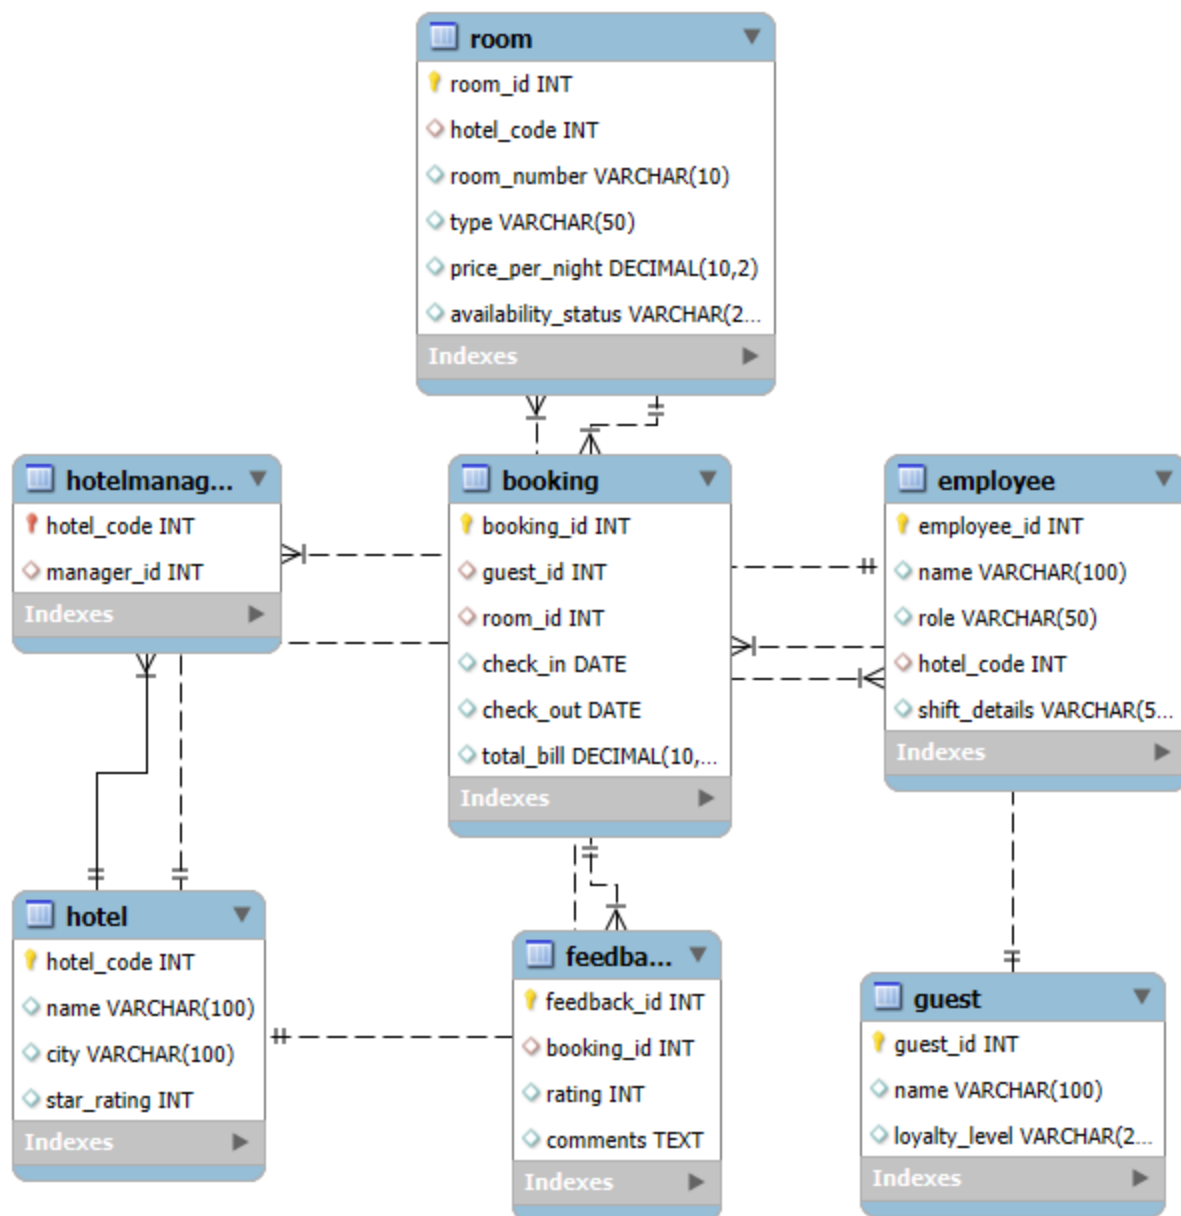 room
room_id INT
hotel_code INT
room_number VARCHAR(10)
type VARCHAR(50)
price_per_night DECIMAL(10,2)
availability_status VARCHAR(2...
Indexes
hotelmanag...
hotel_code INT
manager_id INT
Indexes
booking
booking_id INT
guest_id INT
room_id INT
check_in DATE
check_out DATE
total_bill DECIMAL(10,...
Indexes
employee
employee_id INT
name VARCHAR(100)
role VARCHAR(50)
hotel_code INT
shift_details VARCHAR(5...
Indexes
hotel
hotel_code INT
name VARCHAR(100)
city VARCHAR(100)
star_rating INT
Indexes
feedba...
feedback_id INT
booking_id INT
rating INT
comments TEXT
Indexes
guest
guest_id INT
name VARCHAR(100)
loyalty_level VARCHAR(2...
Indexes